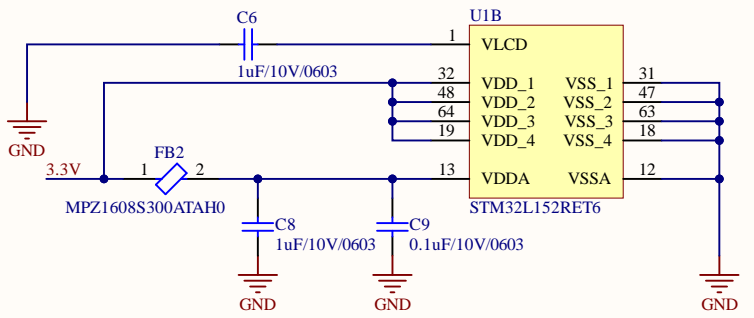 C6
U1B
1 VLCD
1uF/10V/0603
32 VDD_1 VSS_1 31
48 VDD_2 VSS_2 47
64 VDD_3 VSS_3 63
19 VDD_4 VSS_4 18
GND
FB2
3.3V 1 2 13 VDDA VSSA 12
MPZ1608S300ATAH0
STM32L152RET6
C8 C9
1uF/10V/0603 0.1uF/10V/0603
GND GND GND